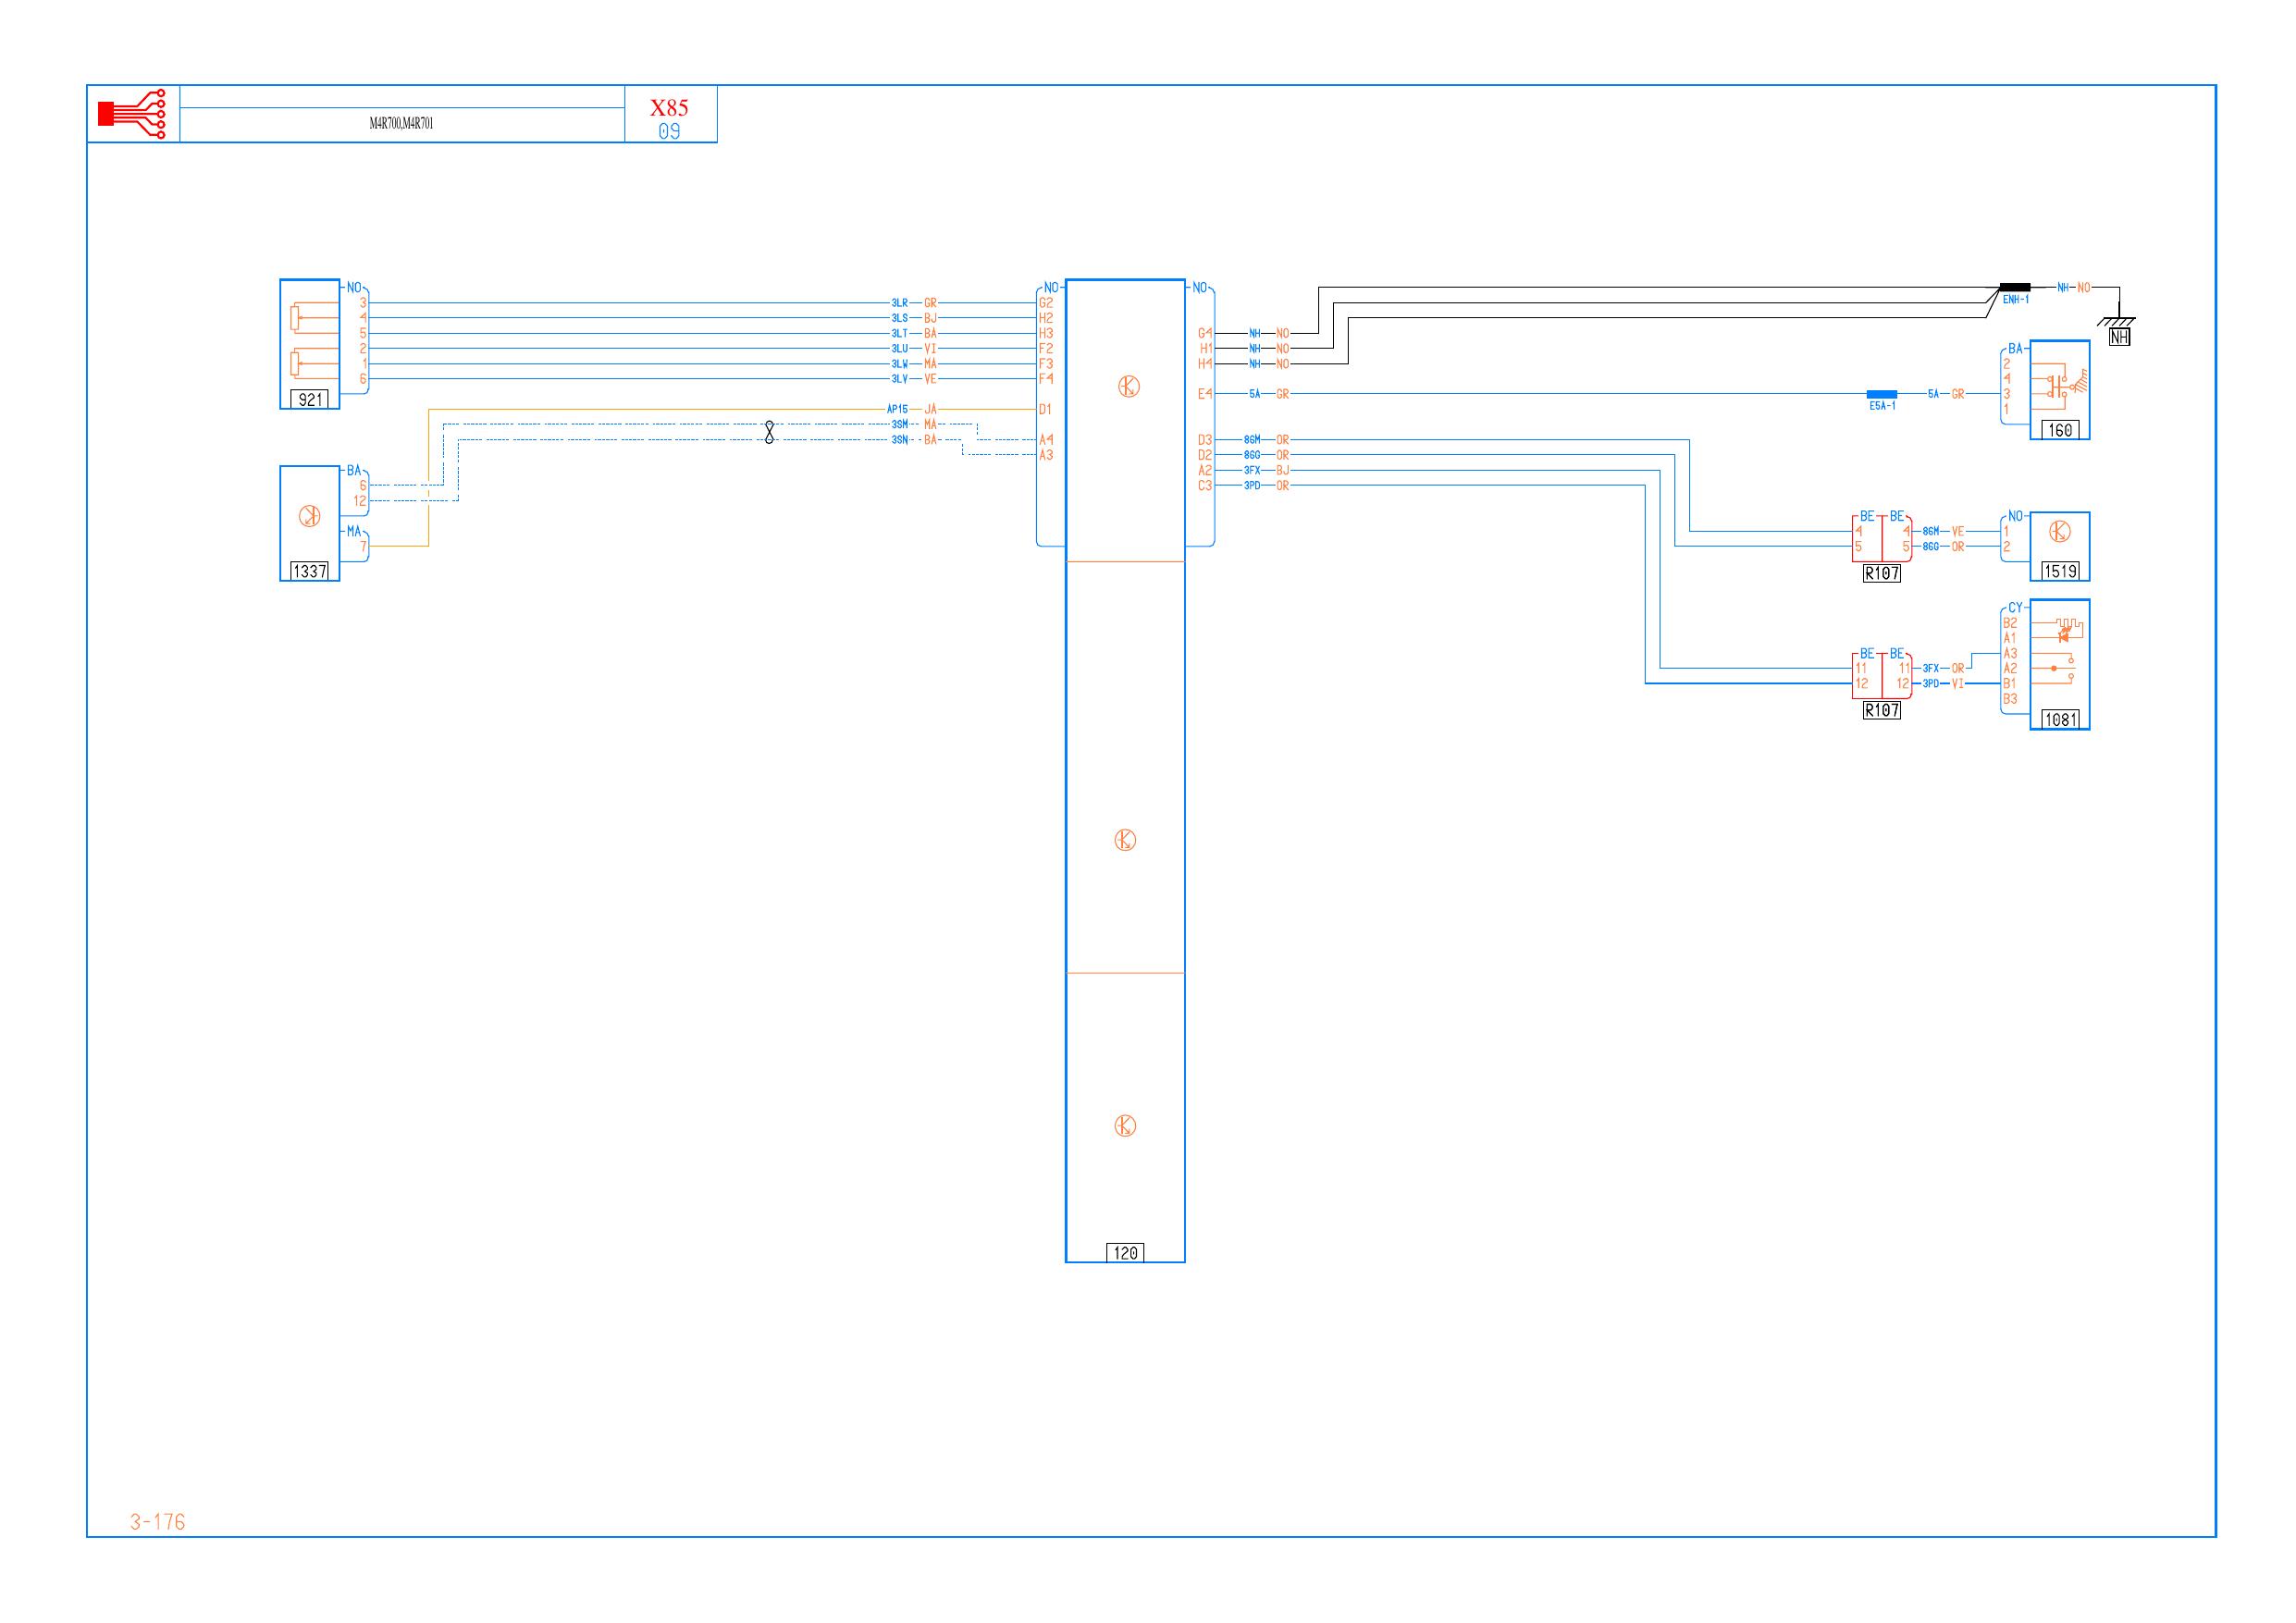 X85
M4R700,M4R701
09
NO
3
4
5
2
1
6
921
3LR GR
3LS BJ
3LT BA
3LU VI
3LW MA
3LV VE
AP15 JA
3SM MA
3SN BA
NO
G2
H2
H3
F2
F3
F4
D1
A4
A3
BA
6
12
MA
7
1337
120
NO
G4 NH NO
H1 NH NO
H4 NH NO
E4 5A GR
D3 86M OR
D2 86G OR
A2 3FX BJ
C3 3PD OR
ENH-1
NH NO
NH
E5A-1
5A GR
BA
2
4
3
1
160
BE BE
4 4 86M VE
5 5 86G OR
R107
NO
1
2
1519
BE BE
11 11 3FX OR
12 12 3PD VI
R107
CY
B2
A1
A3
A2
B1
B3
1081
3-176